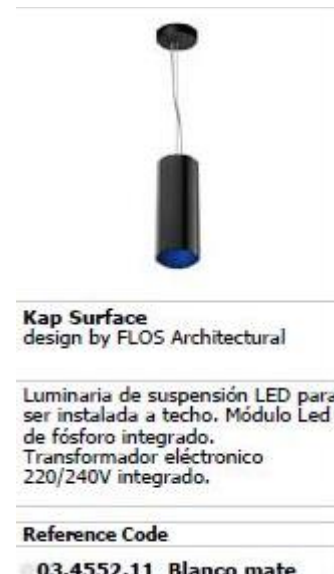 Kap Surface
design by FLOS Architectural
Luminaria de suspensión LED para
ser instalada a techo. Módulo Led
de fósforo integrado.
Transformador eléctronico
220/240V integrado.
Reference Code
03.4552.11 Blanco mate